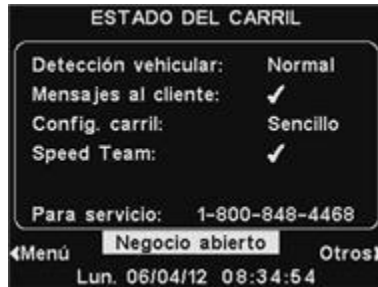 ESTADO DEL CARRIL
Detección vehicular: Normal
Mensajes al cliente: ✓
Config. carril: Sencillo
Speed Team: ✓
Para servicio: 1-800-848-4468
Menú Negocio abierto Otros
Lun. 06/04/12 08:34:54